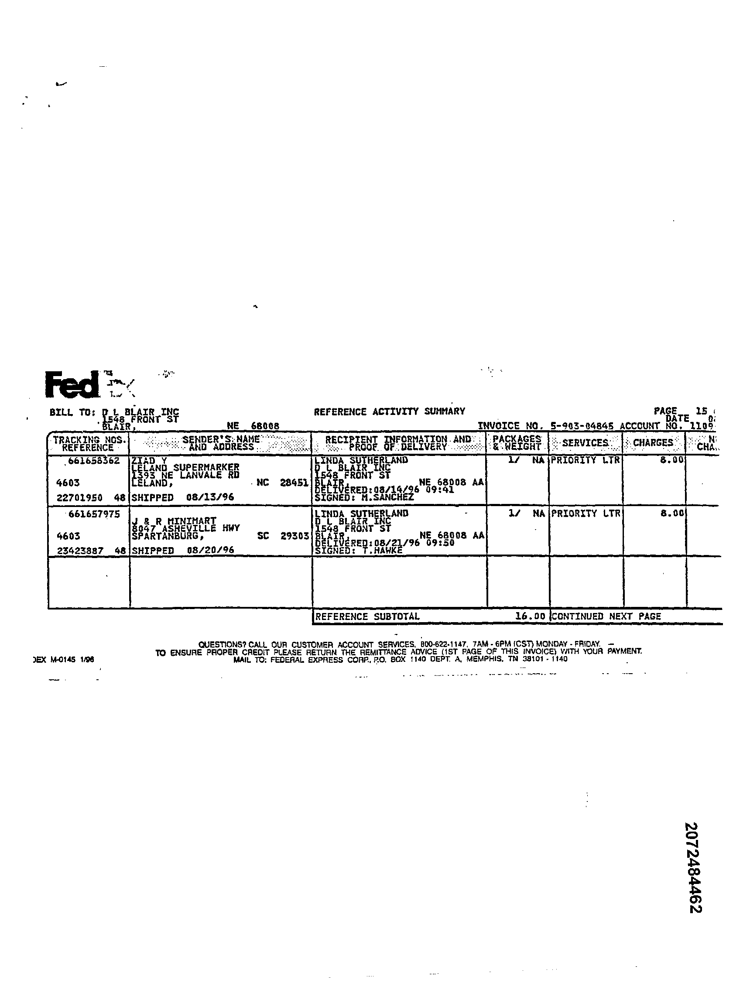 FedEx
BILL TO: D L BLAIR INC REFERENCE ACTIVITY SUMMARY PAGE 15
1548 FRONT ST DATE 0
BLAIR, NE 68008 INVOICE NO. 5-903-04845 ACCOUNT NO. 1109
TRACKING NOS. SENDER'S NAME RECIPIENT INFORMATION AND PACKAGES SERVICES CHARGES N
REFERENCE AND ADDRESS PROOF OF DELIVERY & WEIGHT CHA
661658362 ZIAD Y LINDA SUTHERLAND 1/ NA PRIORITY LTR 8.00
LELAND SUPERMARKER D L BLAIR INC
1393 NE LANVALE RD 1548 FRONT ST
4603 LELAND, NC 28451 BLAIR, NE 68008 AA
DELIVERED:08/14/96 09:41
22701950 48 SHIPPED 08/13/96 SIGNED: M.SANCHEZ
661657975 LINDA SUTHERLAND 1/ NA PRIORITY LTR 8.00
J & R MINIMART D L BLAIR INC
8047 ASHEVILLE HWY 1548 FRONT ST
4603 SPARTANBURG, SC 29303 BLAIR, NE 68008 AA
DELIVERED:08/21/96 09:50
23423887 48 SHIPPED 08/20/96 SIGNED: T.HAWKE
REFERENCE SUBTOTAL 16.00 CONTINUED NEXT PAGE
QUESTIONS? CALL OUR CUSTOMER ACCOUNT SERVICES, 800-622-1147, 7AM - 6PM (CST) MONDAY - FRIDAY.
TO ENSURE PROPER CREDIT PLEASE RETURN THE REMITTANCE ADVICE (1ST PAGE OF THIS INVOICE) WITH YOUR PAYMENT.
DEX M-0145 1/96 MAIL TO: FEDERAL EXPRESS CORP., P.O. BOX 1140 DEPT. A, MEMPHIS, TN 38101 - 1140
2072484462